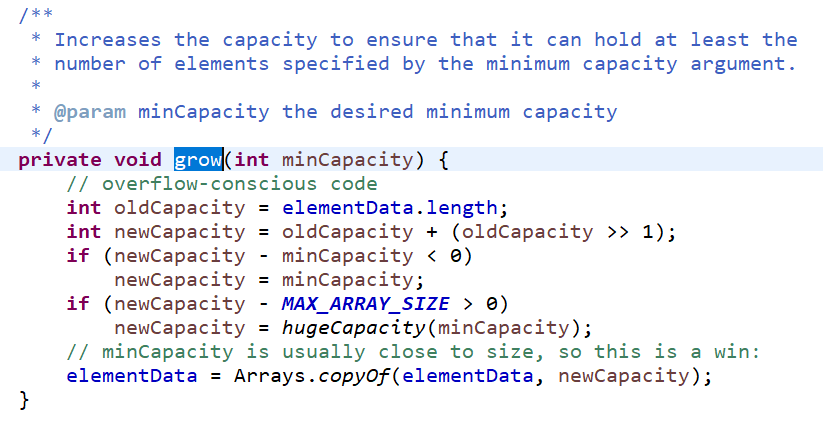 /**
 * Increases the capacity to ensure that it can hold at least the
 * number of elements specified by the minimum capacity argument.
 *
 * @param minCapacity the desired minimum capacity
 */
private void grow(int minCapacity) {
    // overflow-conscious code
    int oldCapacity = elementData.length;
    int newCapacity = oldCapacity + (oldCapacity >> 1);
    if (newCapacity - minCapacity < 0)
        newCapacity = minCapacity;
    if (newCapacity - MAX_ARRAY_SIZE > 0)
        newCapacity = hugeCapacity(minCapacity);
    // minCapacity is usually close to size, so this is a win:
    elementData = Arrays.copyOf(elementData, newCapacity);
}